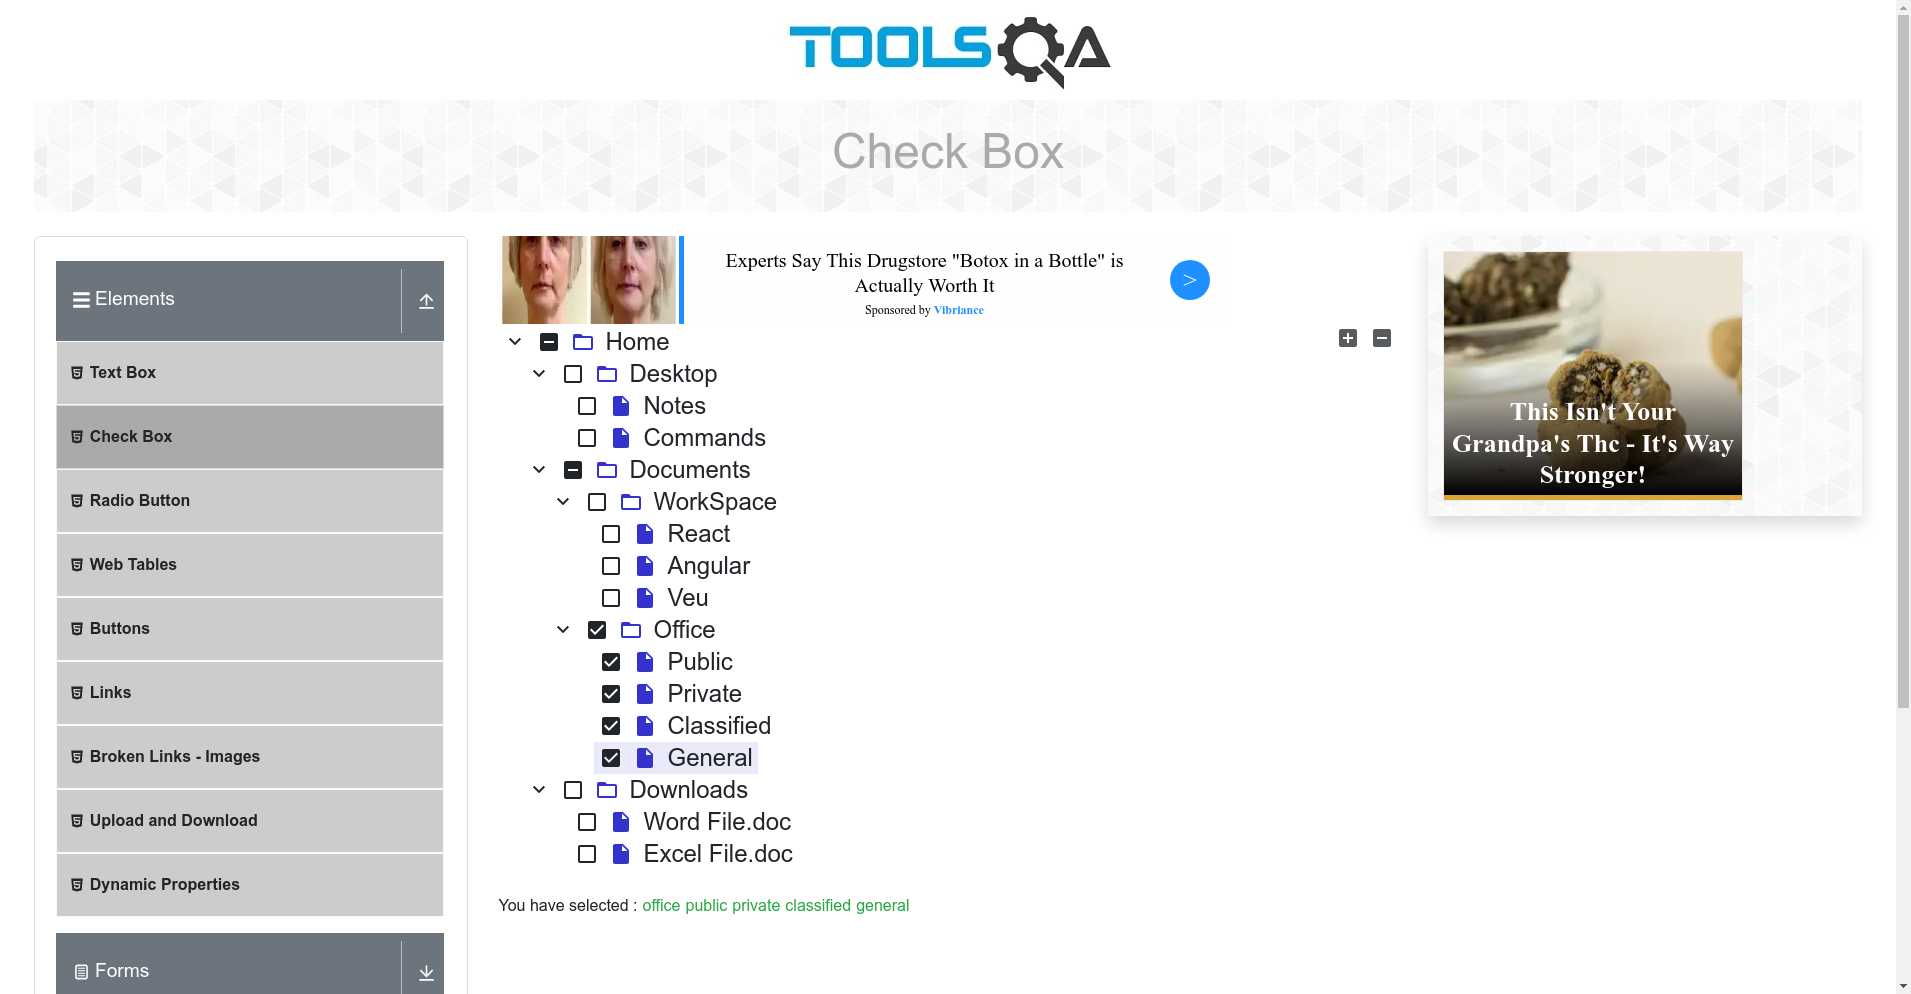 TOOLSQA
Check Box
Elements
Text Box
Check Box
Radio Button
Web Tables
Buttons
Links
Broken Links - Images
Upload and Download
Dynamic Properties
Forms
Experts Say This Drugstore "Botox in a Bottle" is
Actually Worth It
Sponsored by Vibriance
>
Home
Desktop
Notes
Commands
Documents
WorkSpace
React
Angular
Veu
Office
Public
Private
Classified
General
Downloads
Word File.doc
Excel File.doc
You have selected : office public private classified general
This Isn't Your
Grandpa's Thc - It's Way
Stronger!